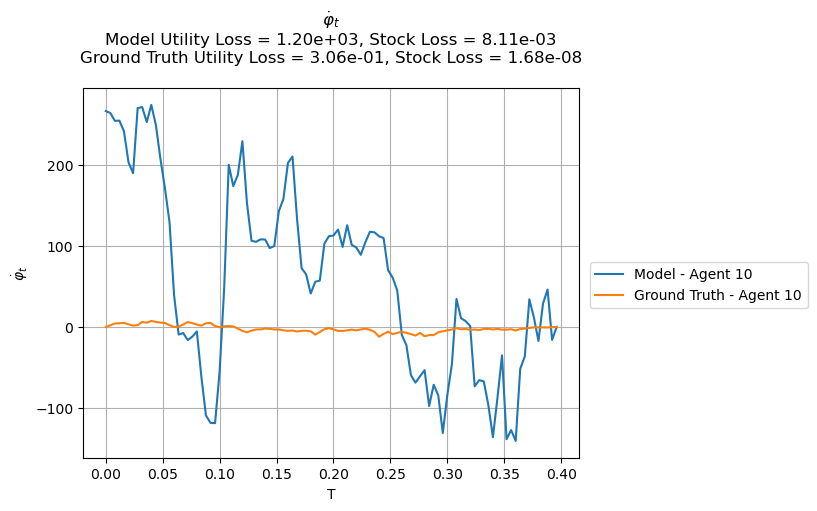 φ̇ₜ
Model Utility Loss = 1.20e+03, Stock Loss = 8.11e-03
Ground Truth Utility Loss = 3.06e-01, Stock Loss = 1.68e-08
φ̇ₜ
200
100
0
−100
0.00 0.05 0.10 0.15 0.20 0.25 0.30 0.35 0.40
T
Model - Agent 10
Ground Truth - Agent 10